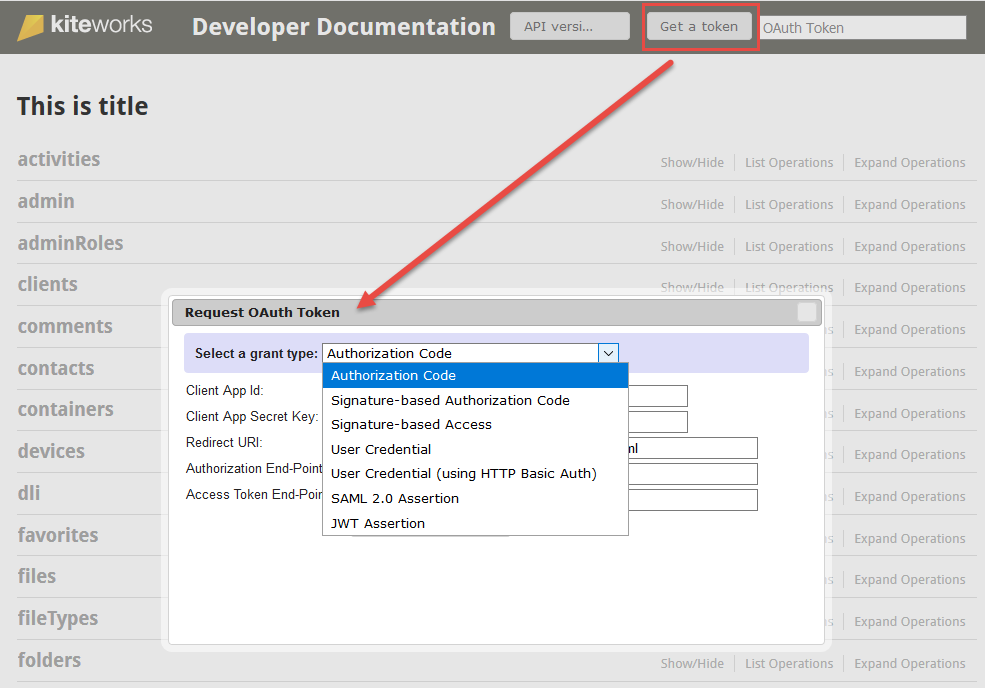 kiteworks Developer Documentation API versi... Get a token OAuth Token
This is title
activities Show/Hide List Operations Expand Operations
admin Show/Hide List Operations Expand Operations
adminRoles Show/Hide List Operations Expand Operations
clients Show/Hide List Operations Expand Operations
Request OAuth Token
comments Expand Operations
Select a grant type: Authorization Code
contacts Expand Operations
Authorization Code
Client App Id:
Signature-based Authorization Code
containers Expand Operations
Client App Secret Key:
Signature-based Access
Redirect URI: ml
devices Expand Operations
User Credential
Authorization End-Point
User Credential (using HTTP Basic Auth)
dli Expand Operations
Access Token End-Poin
SAML 2.0 Assertion
JWT Assertion
favorites Expand Operations
files Expand Operations
fileTypes Expand Operations
folders Show/Hide List Operations Expand Operations